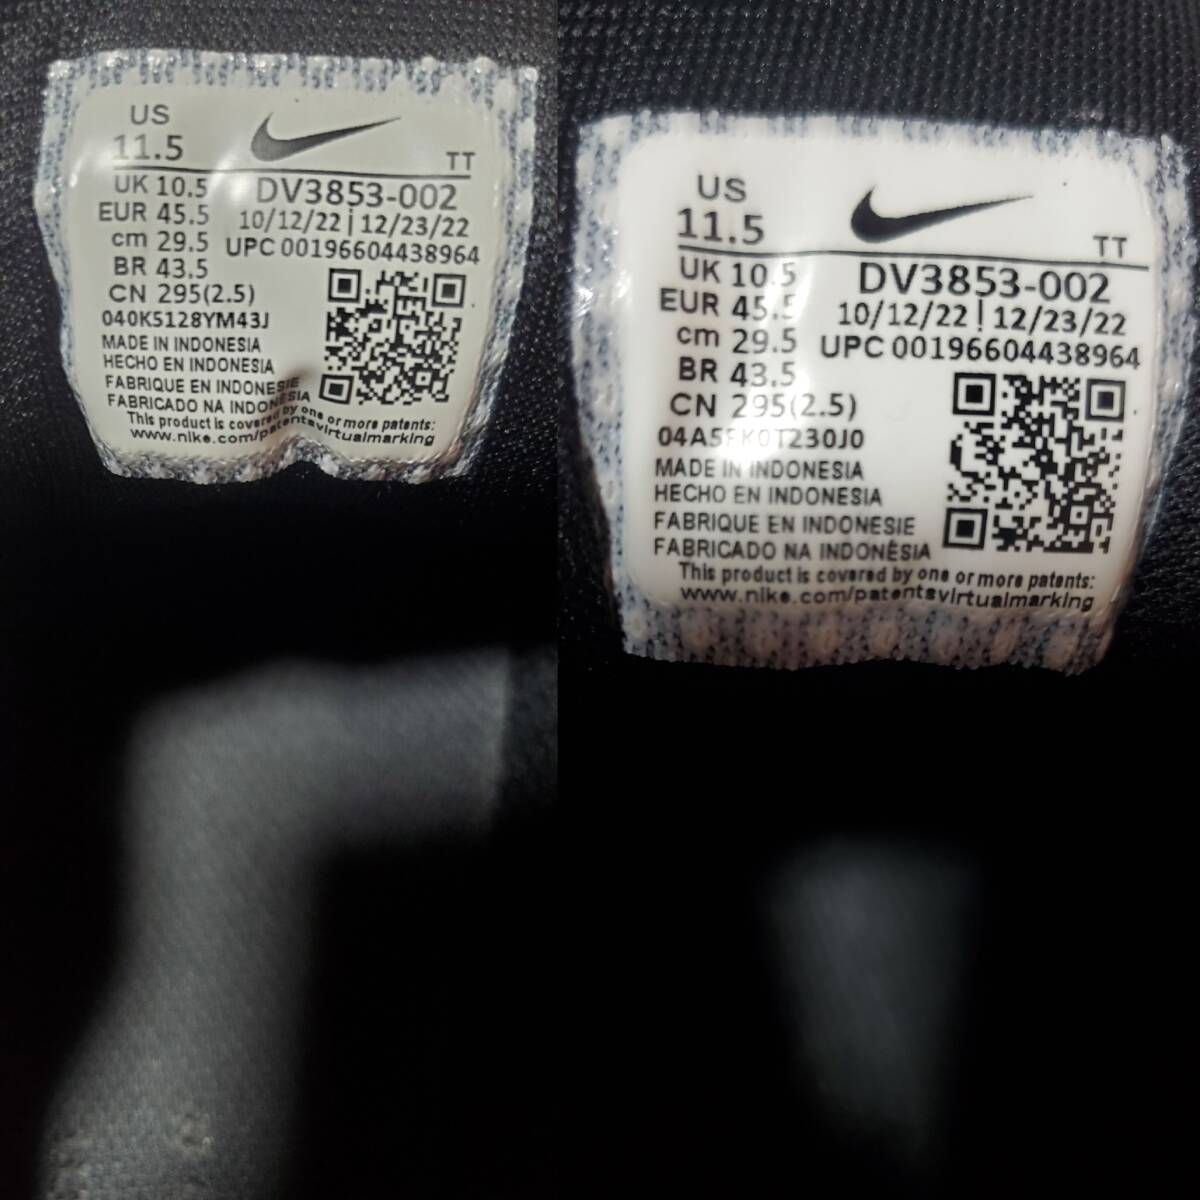 US
11.5
TT
UK 10.5
DV3853-002
EUR 45.5
10/12/22 | 12/23/22
cm 29.5
UPC 00196604438964
BR 43.5
CN 295(2.5)
040K5128YM43J
MADE IN INDONESIA
HECHO EN INDONESIA
FABRIQUE EN INDONESIE
FABRICADO NA INDONÉSIA
This product is covered by one or more patents:
www.nike.com/patentsvirtualmarking
US
11.5
TT
UK 10.5
DV3853-002
EUR 45.5
10/12/22 | 12/23/22
cm 29.5
UPC 00196604438964
BR 43.5
CN 295(2.5)
MADE IN INDONESIA
HECHO EN INDONESIA
FABRIQUE EN INDONESIE
FABRICADO NA INDONÉSIA
This product is covered by one or more patents:
www.nike.com/patentsvirtualmarking